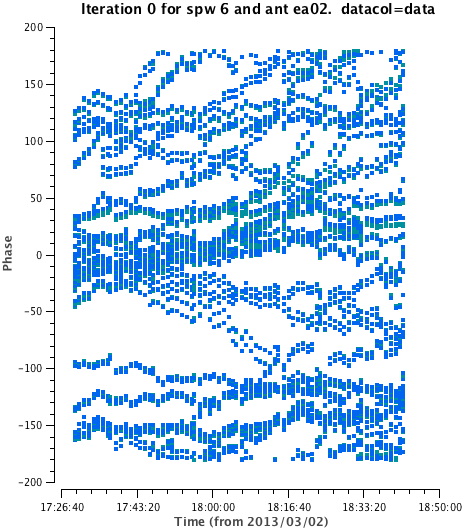 Iteration 0 for spw 6 and ant ea02.  datacol=data
200
150
100
50
0
-50
-100
-150
-200
Phase
17:26:40 17:43:20 18:00:00 18:16:40 18:33:20 18:50:00
Time (from 2013/03/02)